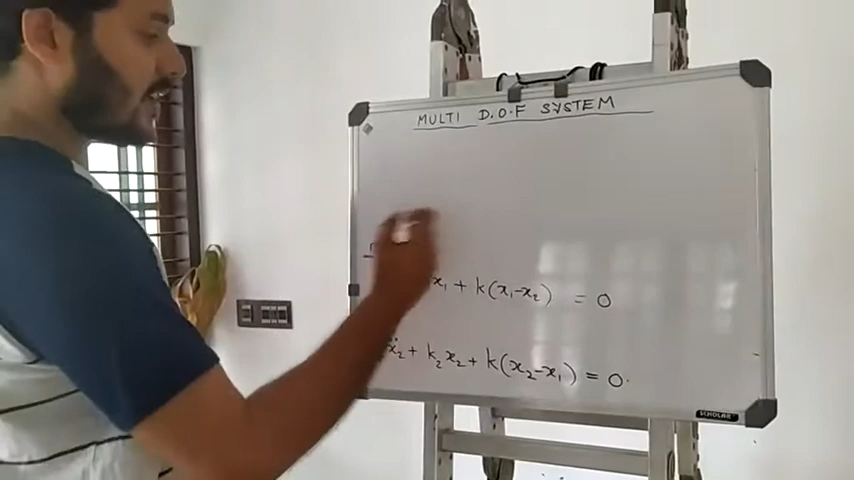 MULTI D.O.F SYSTEM
x₁ + k(x₁-x₂) = 0
ẍ₂ + k₂x₂ + k(x₂-x₁) = 0.
SCHOLAR